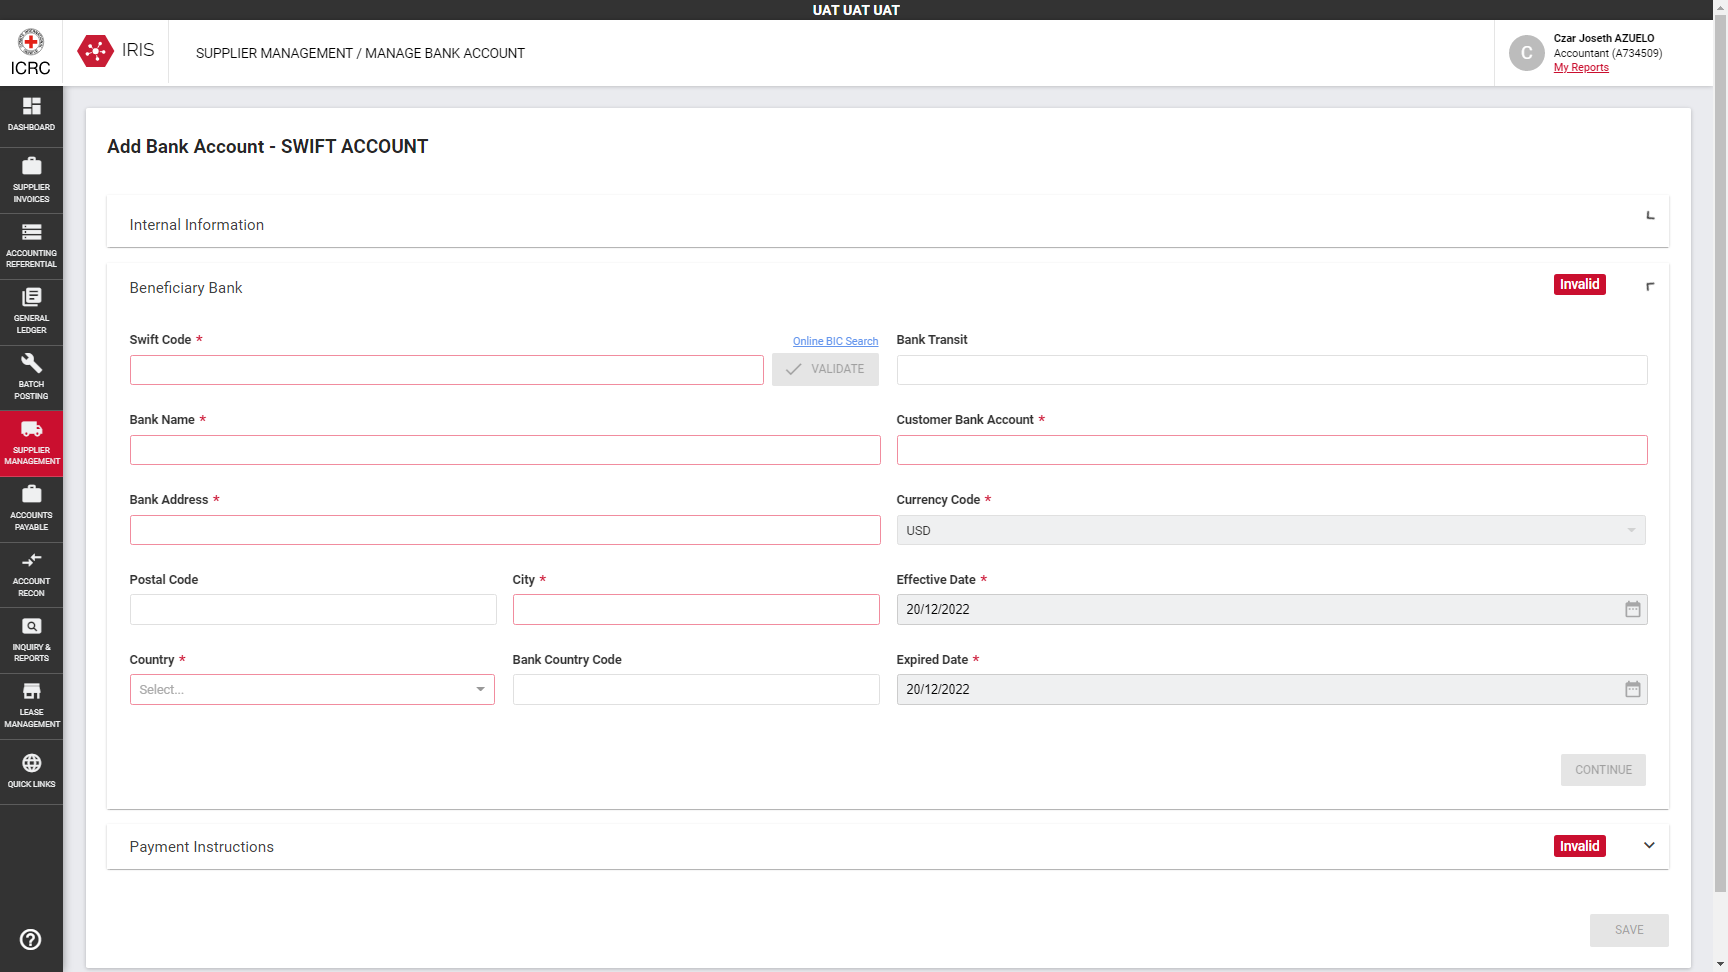 UAT UAT UAT
ICRC
IRIS
SUPPLIER MANAGEMENT / MANAGE BANK ACCOUNT
C
Czar Joseth AZUELO
Accountant (A734509)
My Reports
DASHBOARD
SUPPLIER
INVOICES
ACCOUNTING
REFERENTIAL
GENERAL
LEDGER
BATCH
POSTING
SUPPLIER
MANAGEMENT
ACCOUNTS
PAYABLE
ACCOUNT
RECON
INQUIRY &
REPORTS
LEASE
MANAGEMENT
QUICK LINKS
Add Bank Account - SWIFT ACCOUNT
Internal Information
Beneficiary Bank
Invalid
Swift Code *
Online BIC Search
VALIDATE
Bank Transit
Bank Name *
Customer Bank Account *
Bank Address *
Currency Code *
USD
Postal Code
City *
Effective Date *
20/12/2022
Country *
Select...
Bank Country Code
Expired Date *
20/12/2022
CONTINUE
Payment Instructions
Invalid
SAVE